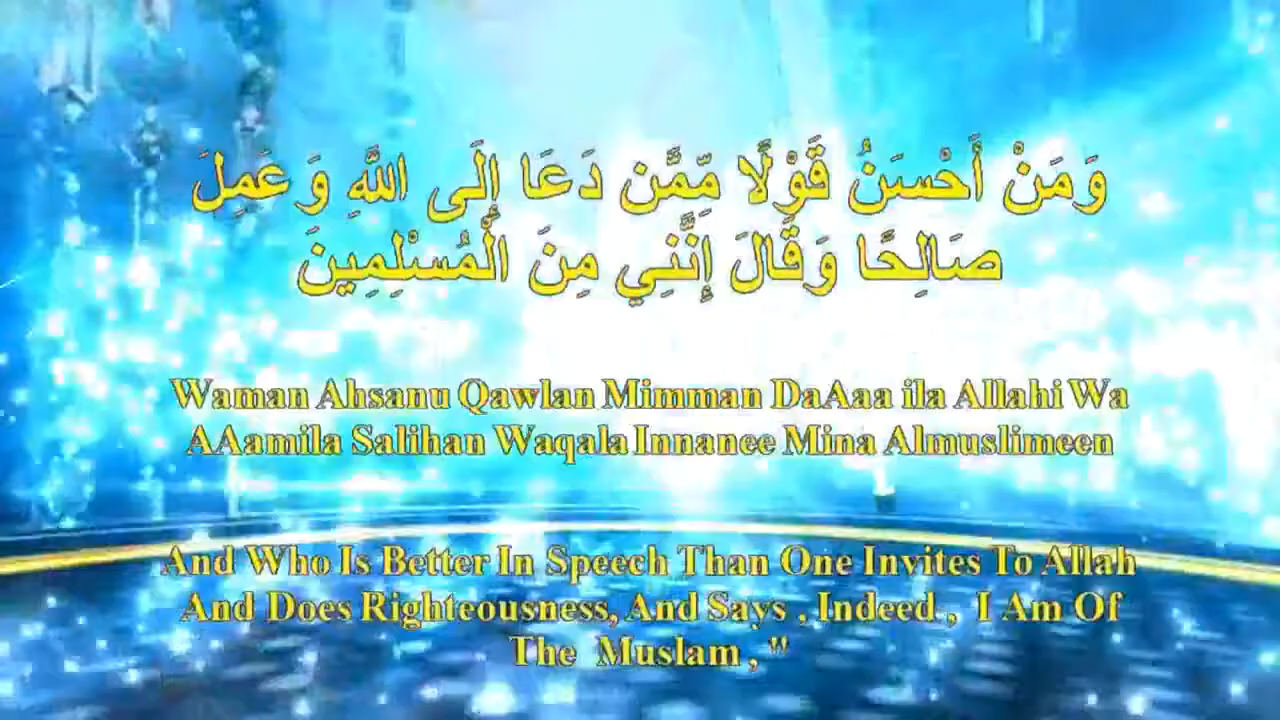 وَمَنْ أَحْسَنُ قَوْلًا مِّمَّن دَعَا إِلَى اللَّهِ وَعَمِلَ
صَالِحًا وَقَالَ إِنَّنِي مِنَ الْمُسْلِمِينَ
Waman Ahsanu Qawlan Mimman DaAaa ila Allahi Wa
AAamila Salihan Waqala Innanee Mina Almuslimeen
And Who Is Better In Speech Than One Invites To Allah
And Does Righteousness, And Says , Indeed , I Am Of
The Muslam , "